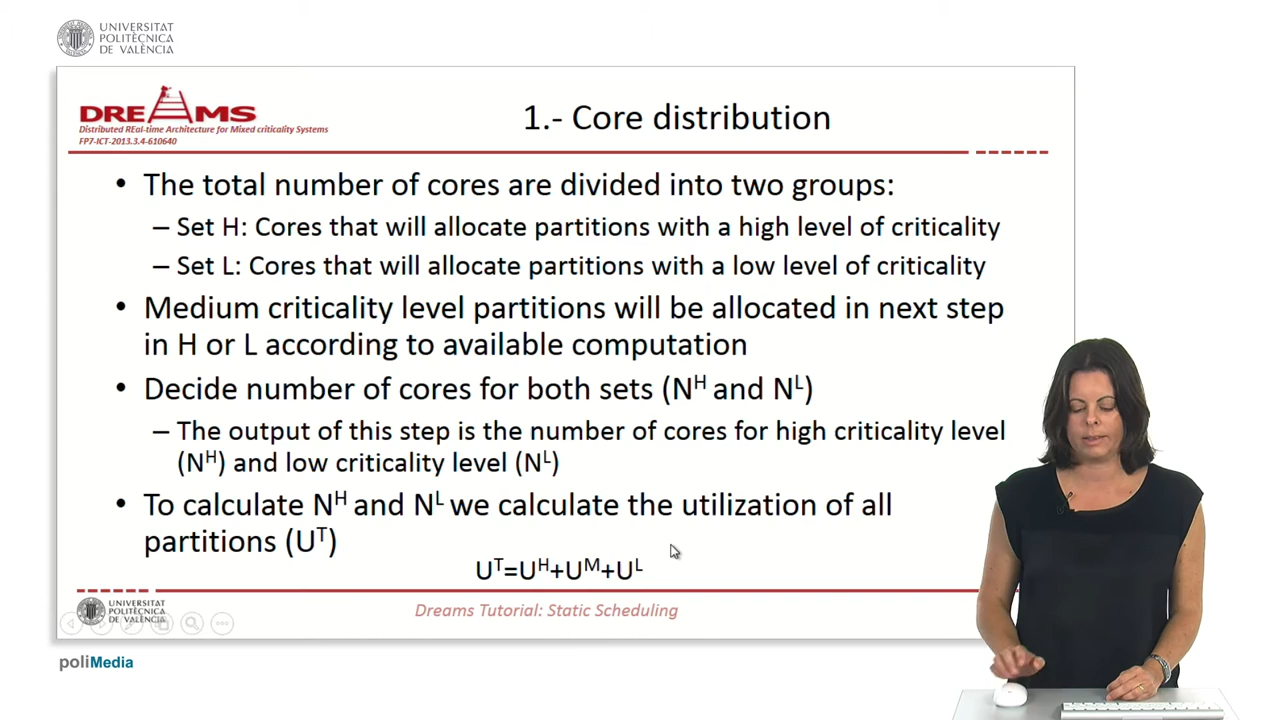 UNIVERSITAT
POLITÈCNICA
DE VALÈNCIA
DREAMS
Distributed REal-time Architecture for Mixed criticality Systems
FP7-ICT-2013.3.4-610640
1.- Core distribution
• The total number of cores are divided into two groups:
– Set H: Cores that will allocate partitions with a high level of criticality
– Set L: Cores that will allocate partitions with a low level of criticality
• Medium criticality level partitions will be allocated in next step
in H or L according to available computation
• Decide number of cores for both sets (Nᴴ and Nᴸ)
– The output of this step is the number of cores for high criticality level
(Nᴴ) and low criticality level (Nᴸ)
• To calculate Nᴴ and Nᴸ we calculate the utilization of all
partitions (Uᵀ)
Uᵀ=Uᴴ+Uᴹ+Uᴸ
UNIVERSITAT
POLITÈCNICA
DE VALÈNCIA
Dreams Tutorial: Static Scheduling
poliMedia